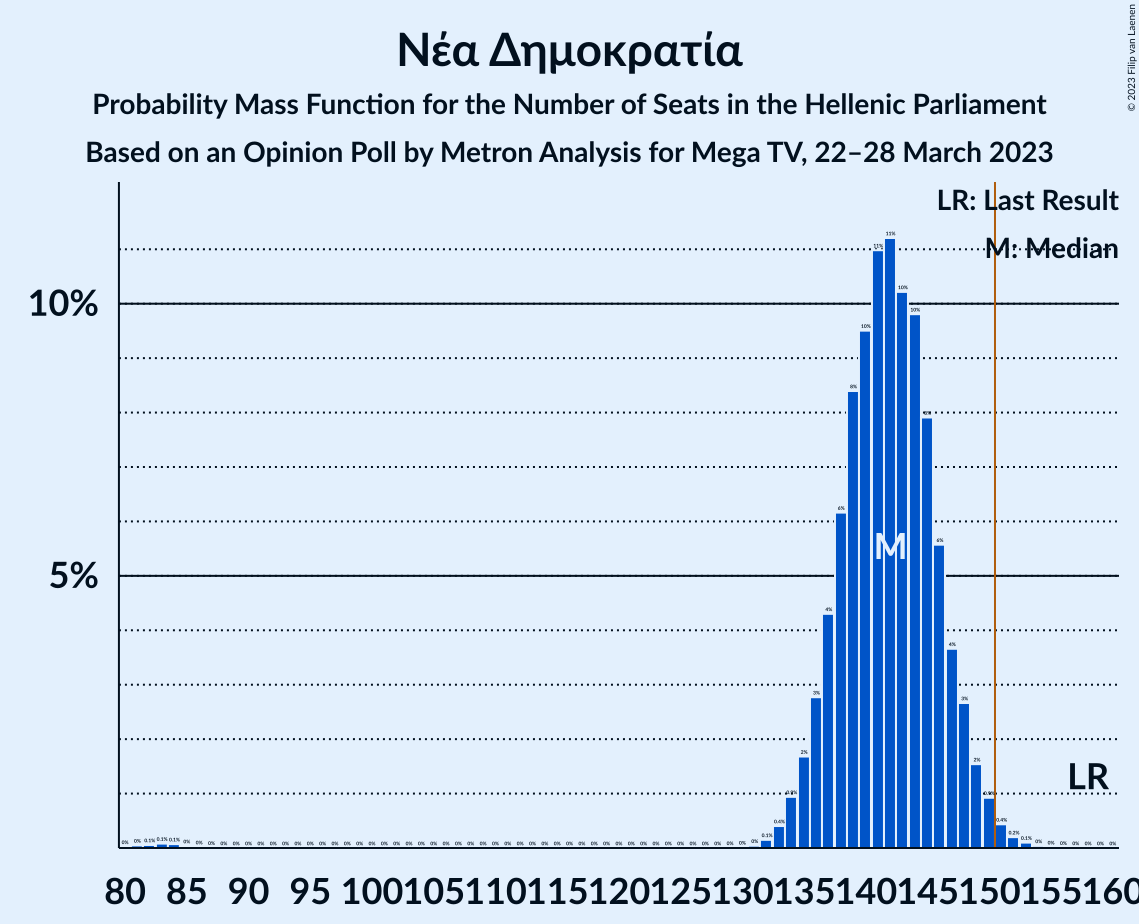 © 2023 Filip van Laenen
Νέα Δημοκρατία
Probability Mass Function for the Number of Seats in the Hellenic Parliament
Based on an Opinion Poll by Metron Analysis for Mega TV, 22–28 March 2023
LR: Last Result
M: Median
10%
5%
M
LR
80 85 90 95 100 105 110 115 120 125 130 135 140 145 150 155 160